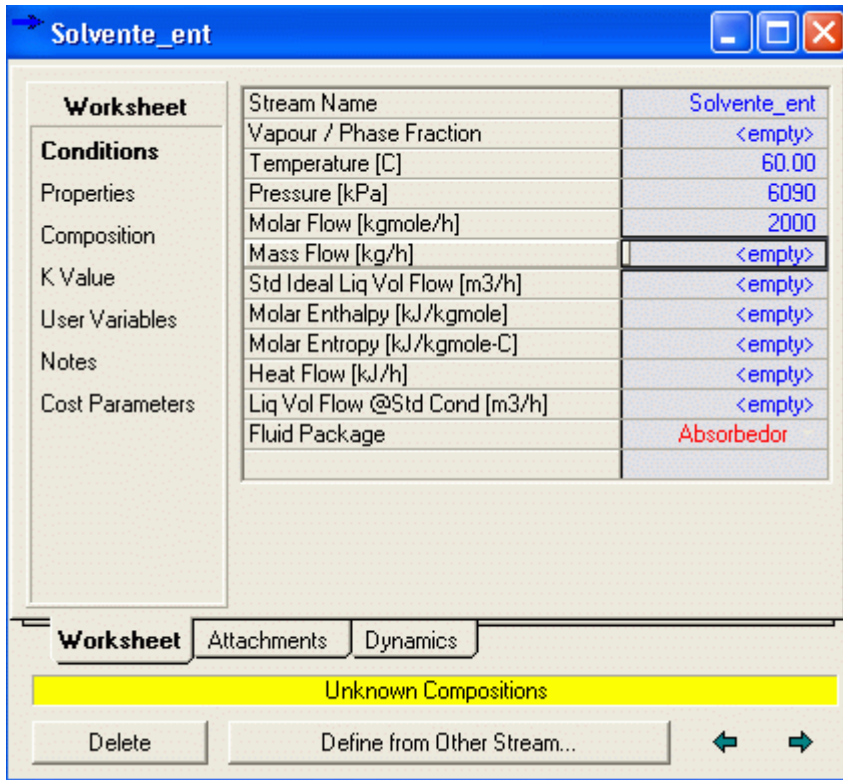 Solvente_ent
Worksheet
Conditions
Properties
Composition
K Value
User Variables
Notes
Cost Parameters
Stream Name Solvente_ent
Vapour / Phase Fraction <empty>
Temperature [C] 60.00
Pressure [kPa] 6090
Molar Flow [kgmole/h] 2000
Mass Flow [kg/h] <empty>
Std Ideal Liq Vol Flow [m3/h] <empty>
Molar Enthalpy [kJ/kgmole] <empty>
Molar Entropy [kJ/kgmole-C] <empty>
Heat Flow [kJ/h] <empty>
Liq Vol Flow @Std Cond [m3/h] <empty>
Fluid Package Absorbedor
Worksheet Attachments Dynamics
Unknown Compositions
Delete Define from Other Stream...